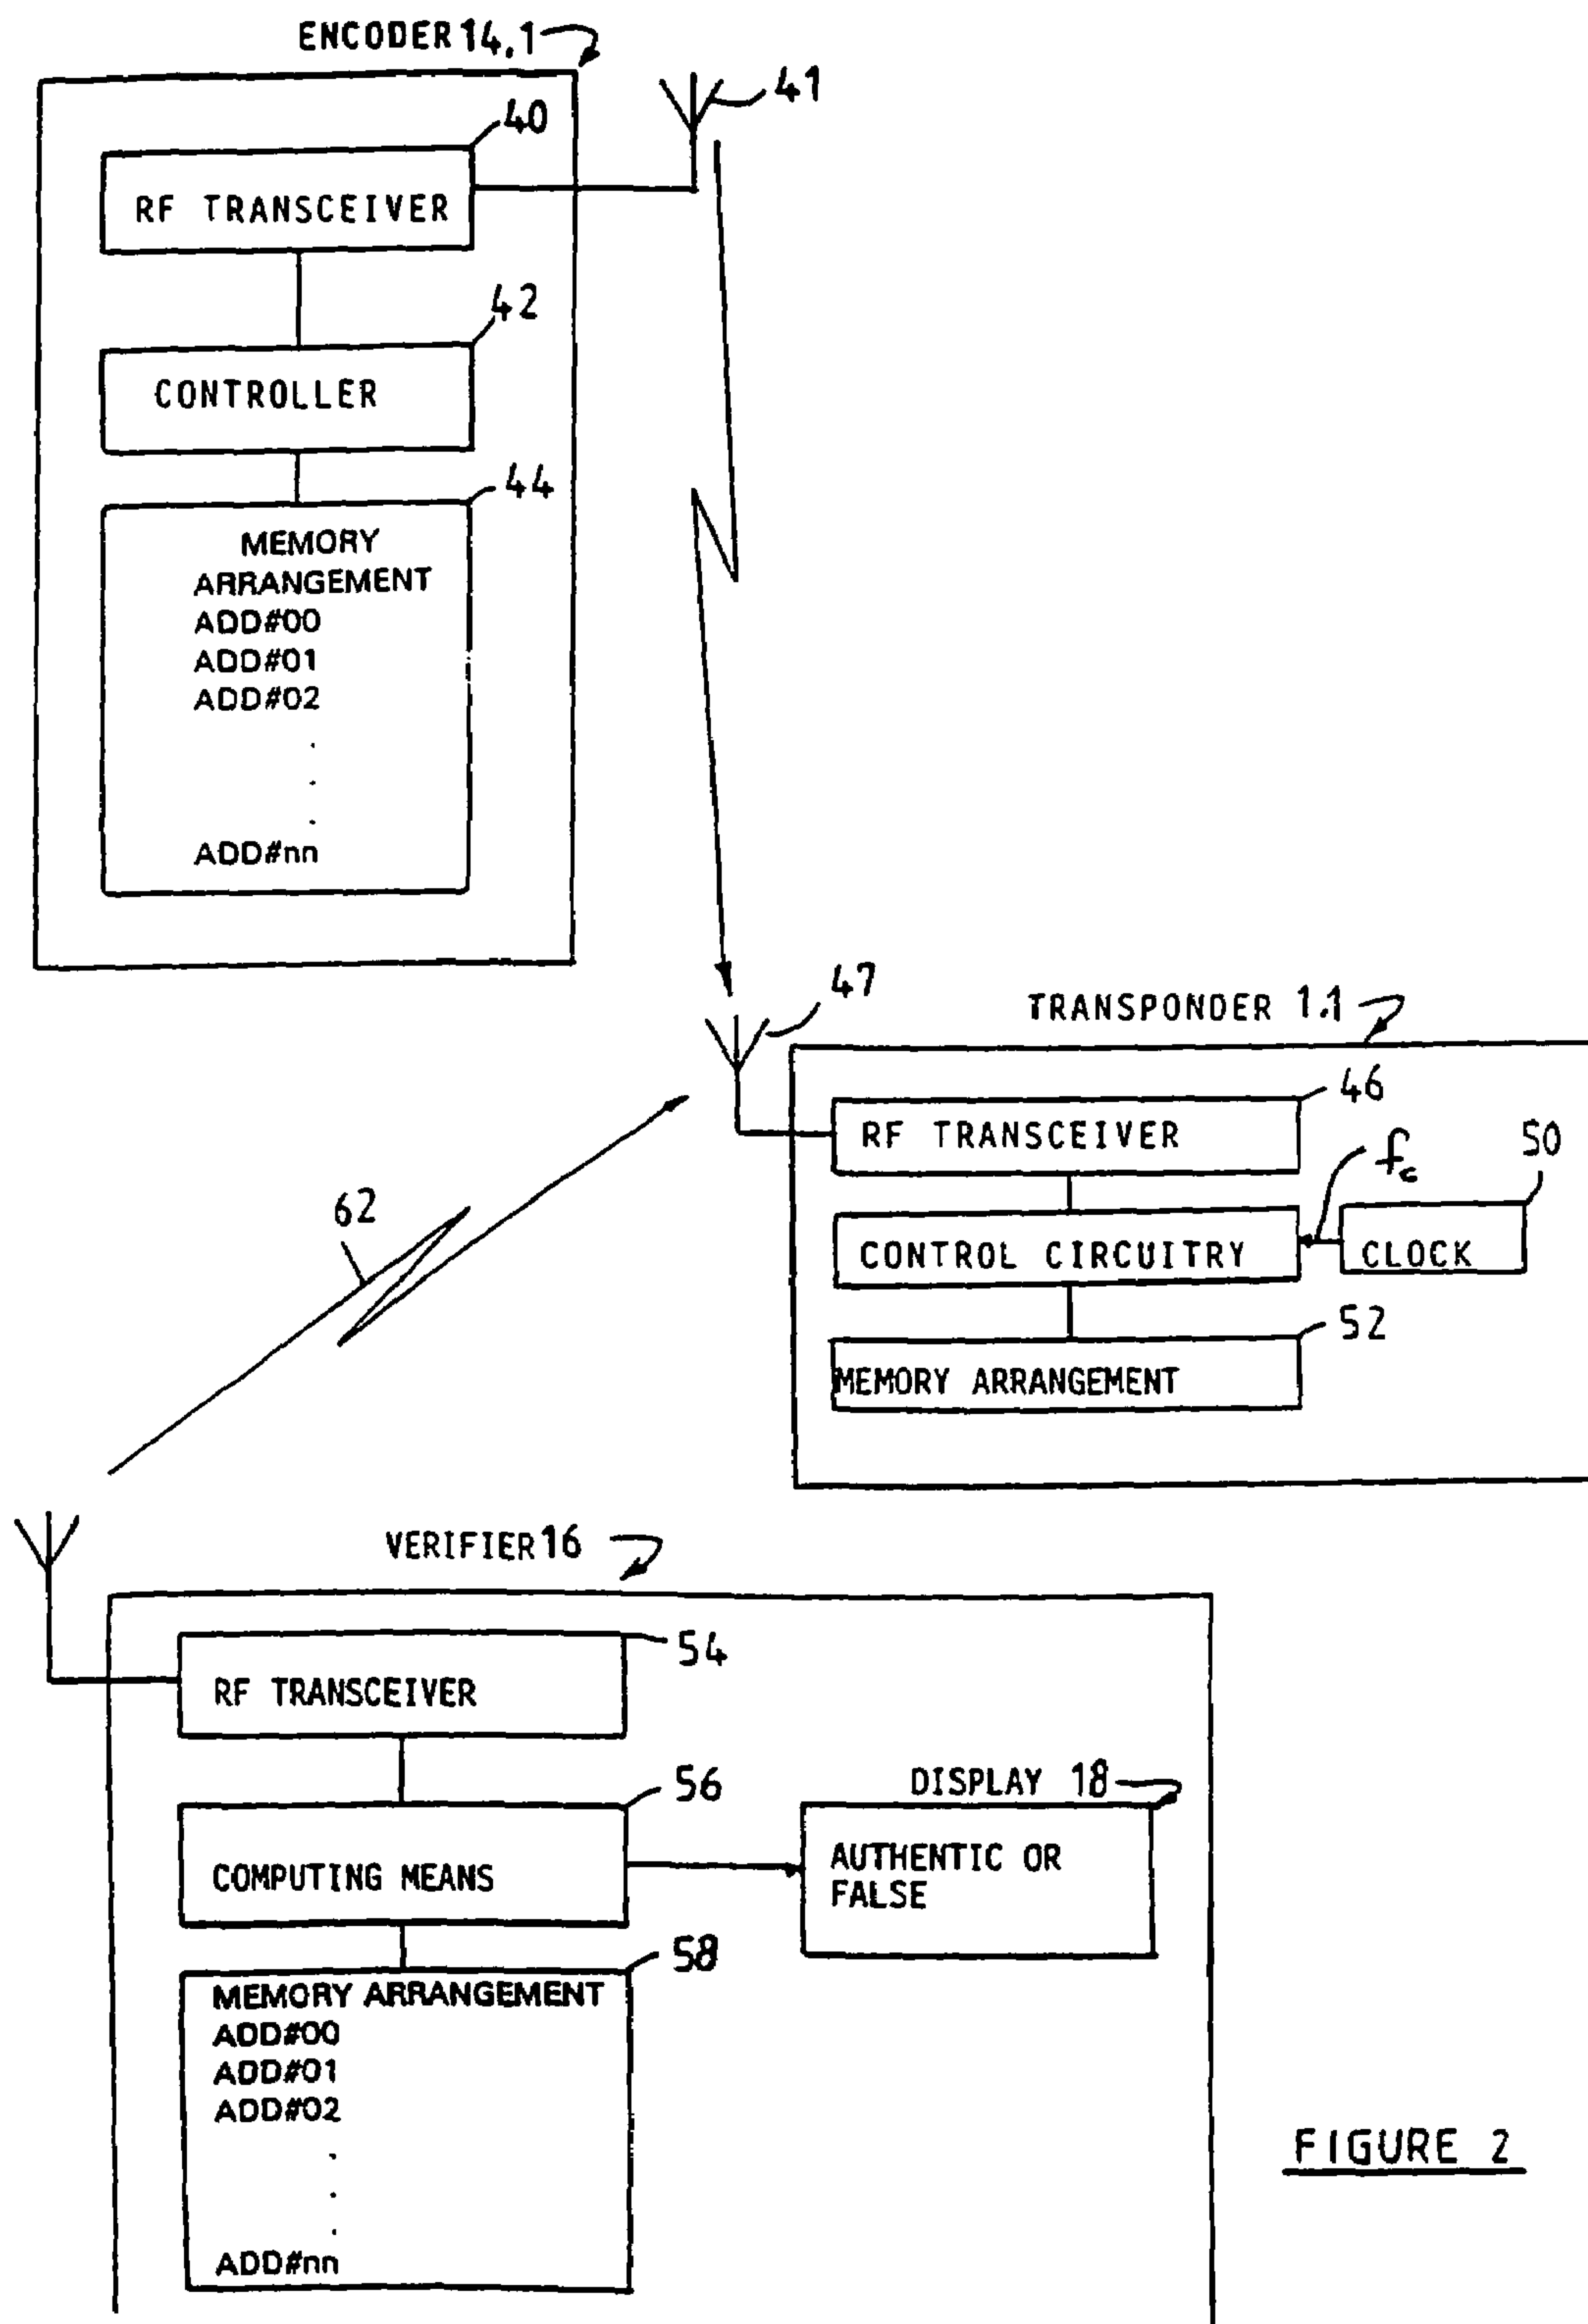 ENCODER 14.1
41
40
RF TRANSCEIVER
42
CONTROLLER
44
MEMORY
ARRANGEMENT
ADD#00
ADD#01
ADD#02
.
.
.
ADD#nn
47
TRANSPONDER 1.1
46
RF TRANSCEIVER
fc
50
CONTROL CIRCUITRY
CLOCK
52
MEMORY ARRANGEMENT
62
VERIFIER 16
54
RF TRANSCEIVER
56
COMPUTING MEANS
DISPLAY 18
AUTHENTIC OR
FALSE
58
MEMORY ARRANGEMENT
ADD#00
ADD#01
ADD#02
.
.
.
ADD#nn
FIGURE 2